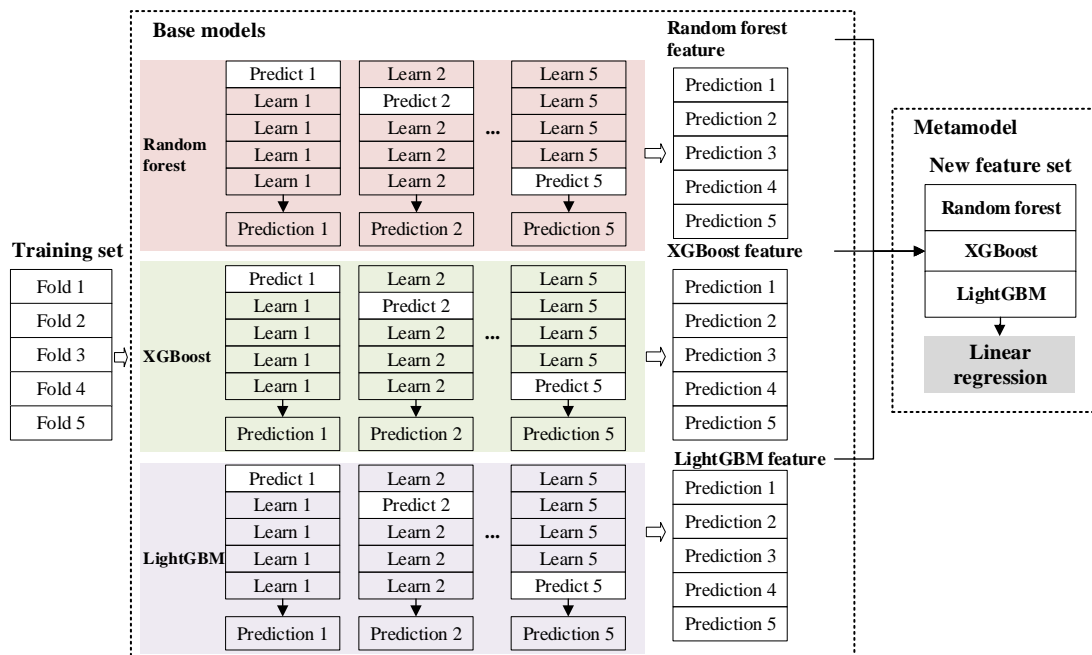 Training set
Fold 1
Fold 2
Fold 3
Fold 4
Fold 5
Base models
Random
forest
Predict 1
Learn 1
Learn 1
Learn 1
Learn 1
Prediction 1
Learn 2
Predict 2
Learn 2
Learn 2
Learn 2
Prediction 2
...
Learn 5
Learn 5
Learn 5
Learn 5
Predict 5
Prediction 5
Random forest
feature
Prediction 1
Prediction 2
Prediction 3
Prediction 4
Prediction 5
XGBoost
Predict 1
Learn 1
Learn 1
Learn 1
Learn 1
Prediction 1
Learn 2
Predict 2
Learn 2
Learn 2
Learn 2
Prediction 2
...
Learn 5
Learn 5
Learn 5
Learn 5
Predict 5
Prediction 5
XGBoost feature
Prediction 1
Prediction 2
Prediction 3
Prediction 4
Prediction 5
LightGBM
Predict 1
Learn 1
Learn 1
Learn 1
Learn 1
Prediction 1
Learn 2
Predict 2
Learn 2
Learn 2
Learn 2
Prediction 2
...
Learn 5
Learn 5
Learn 5
Learn 5
Predict 5
Prediction 5
LightGBM feature
Prediction 1
Prediction 2
Prediction 3
Prediction 4
Prediction 5
Metamodel
New feature set
Random forest
XGBoost
LightGBM
Linear
regression